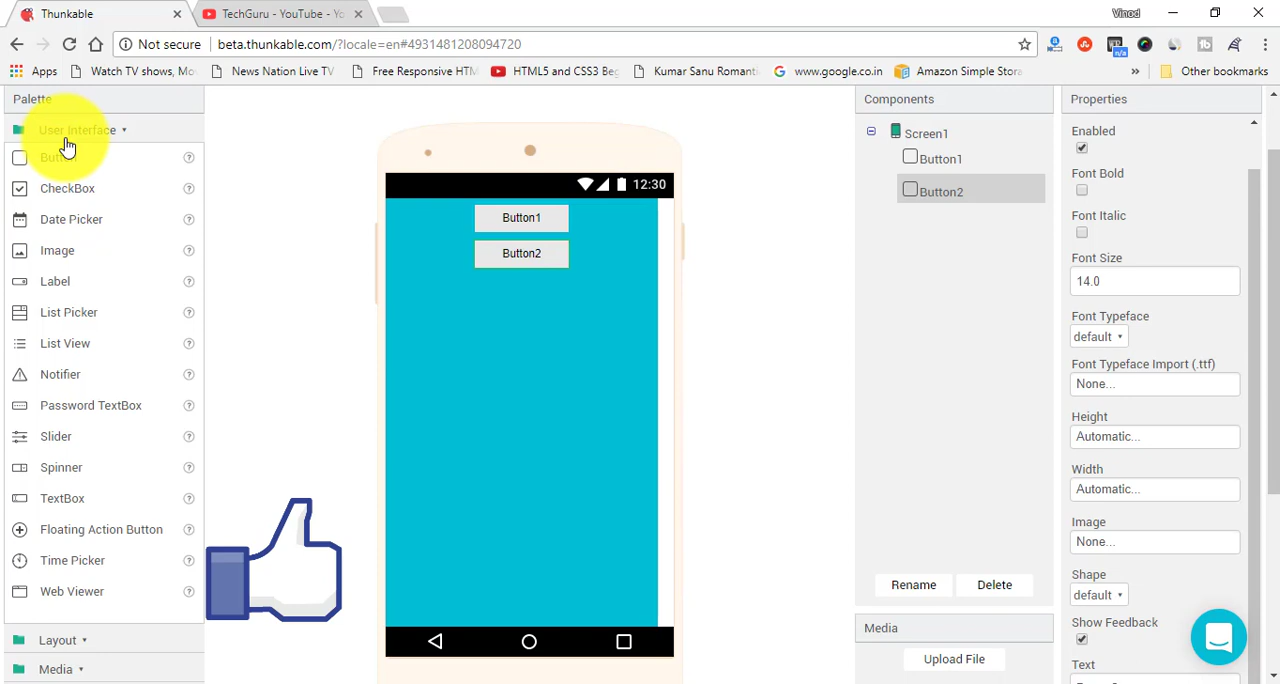 Thunkable
TechGuru - YouTube - Yo
Vinod
Not secure
beta.thunkable.com/?locale=en#4931481208094720
n/a
Apps
Watch TV shows, Mo
News Nation Live TV
Free Responsive HTM
HTML5 and CSS3 Beg
Kumar Sanu Romanti
www.google.co.in
Amazon Simple Stora
»
Other bookmarks
Palette
User Interface
Button
CheckBox
Date Picker
Image
Label
List Picker
List View
Notifier
Password TextBox
Slider
Spinner
TextBox
Floating Action Button
Time Picker
Web Viewer
Layout
Media
12:30
Button1
Button2
Components
Screen1
Button1
Button2
Rename
Delete
Media
Upload File
Properties
Enabled
Font Bold
Font Italic
Font Size
14.0
Font Typeface
default
Font Typeface Import (.ttf)
None...
Height
Automatic...
Width
Automatic...
Image
None...
Shape
default
Show Feedback
Text